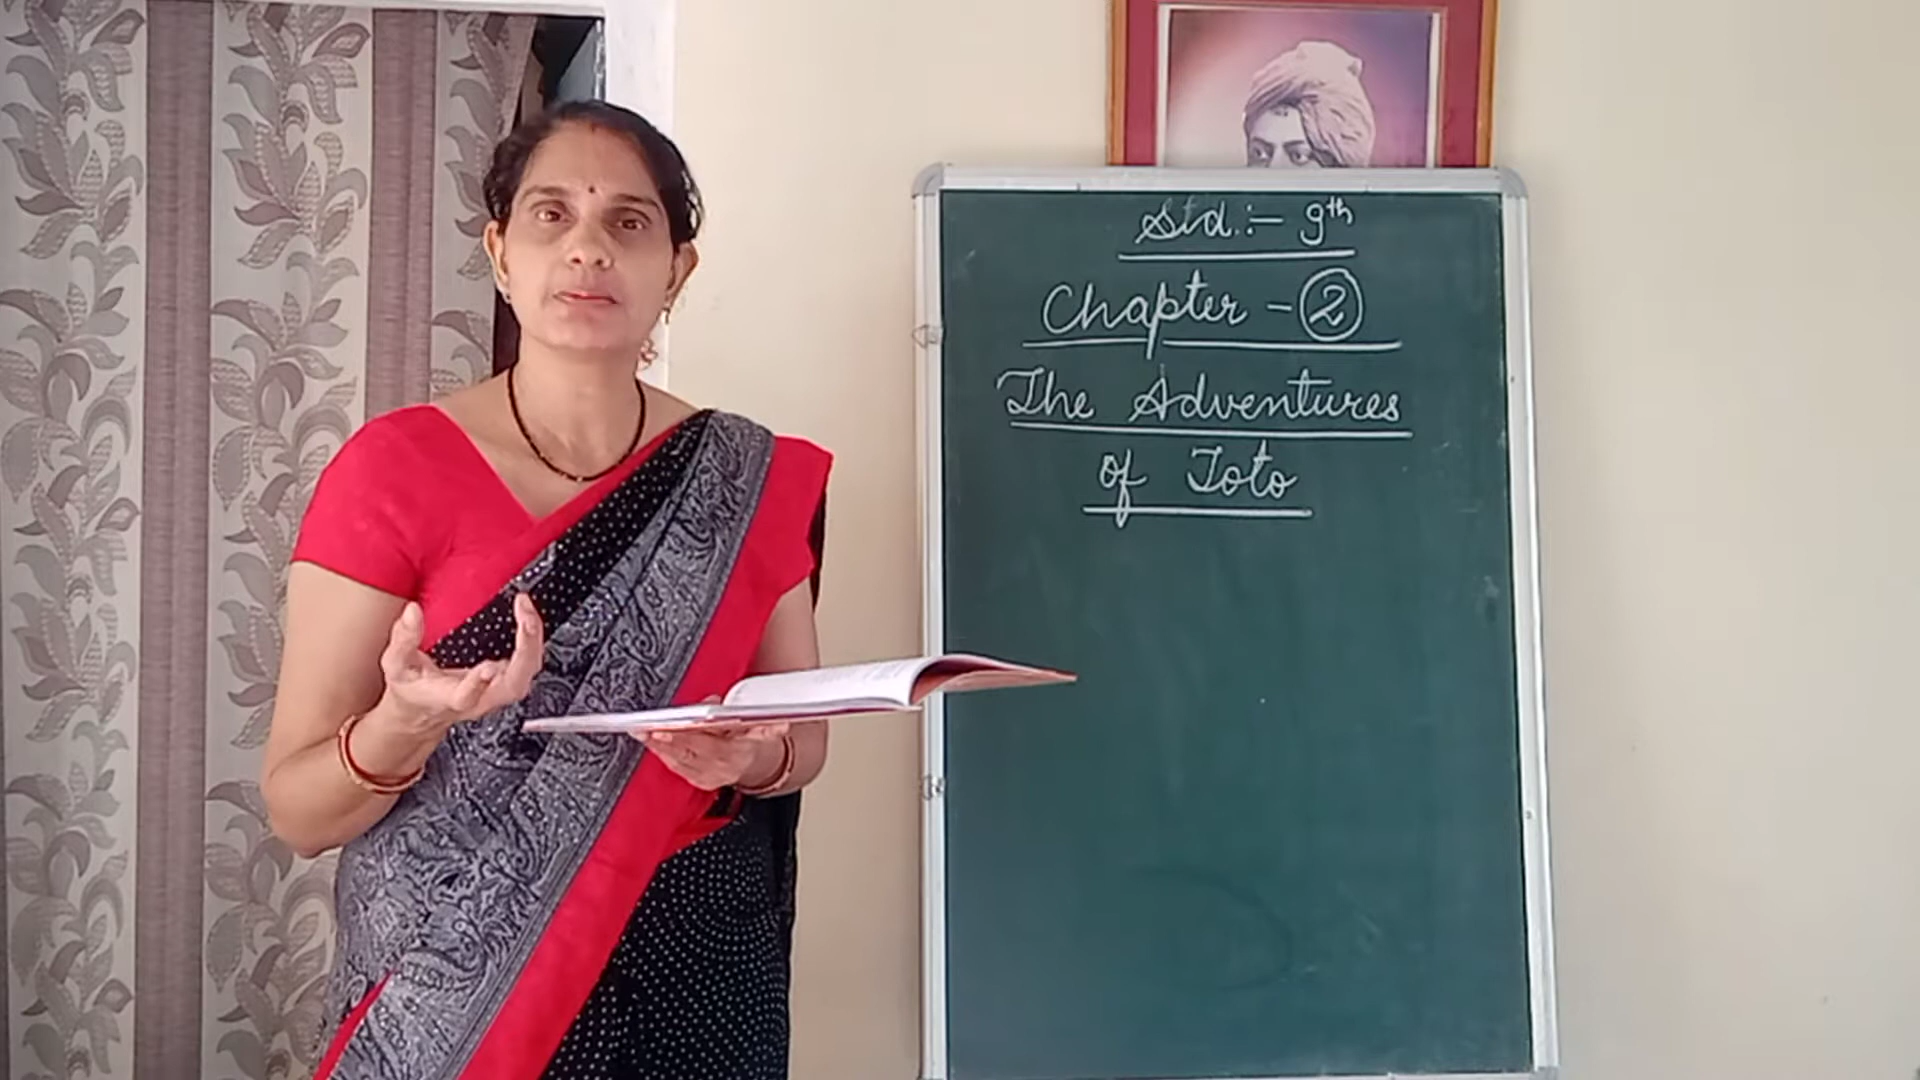 Std.:- 9th
Chapter - 2
The Adventures
of Toto